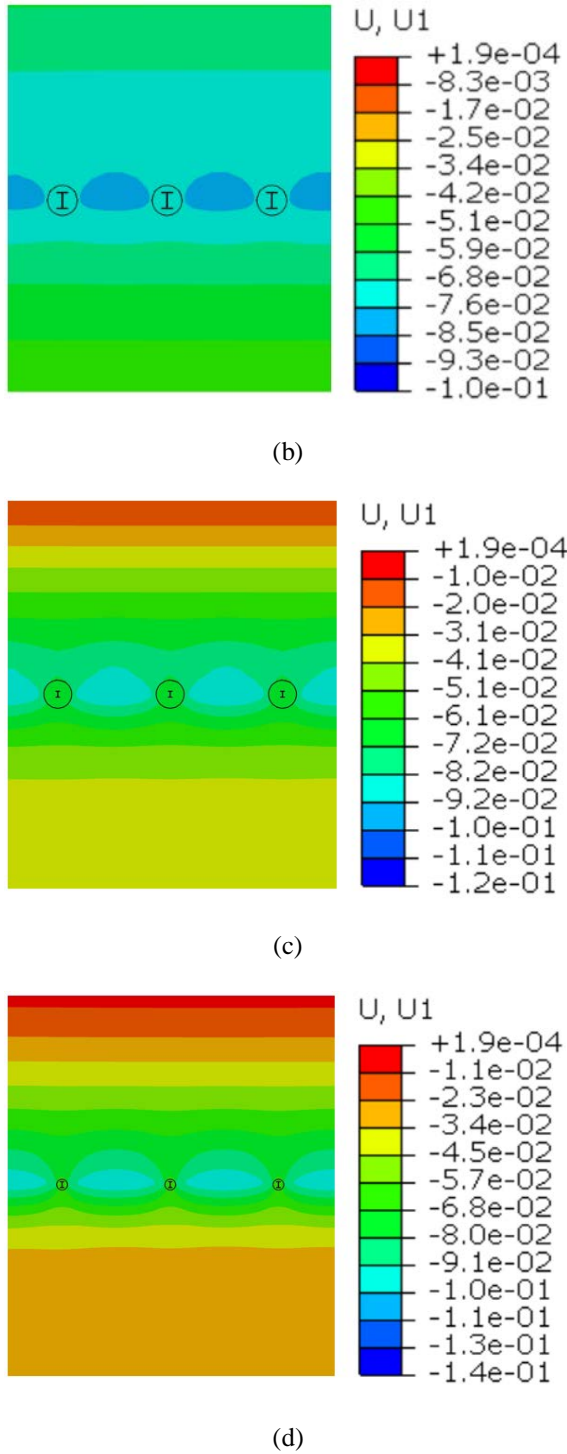 U, U1
+1.9e-04
-8.3e-03
-1.7e-02
-2.5e-02
-3.4e-02
-4.2e-02
-5.1e-02
-5.9e-02
-6.8e-02
-7.6e-02
-8.5e-02
-9.3e-02
-1.0e-01
I I I
(b)
U, U1
+1.9e-04
-1.0e-02
-2.0e-02
-3.1e-02
-4.1e-02
-5.1e-02
-6.1e-02
-7.2e-02
-8.2e-02
-9.2e-02
-1.0e-01
-1.1e-01
-1.2e-01
I I I
(c)
U, U1
+1.9e-04
-1.1e-02
-2.3e-02
-3.4e-02
-4.5e-02
-5.7e-02
-6.8e-02
-8.0e-02
-9.1e-02
-1.0e-01
-1.1e-01
-1.3e-01
-1.4e-01
I I I
(d)